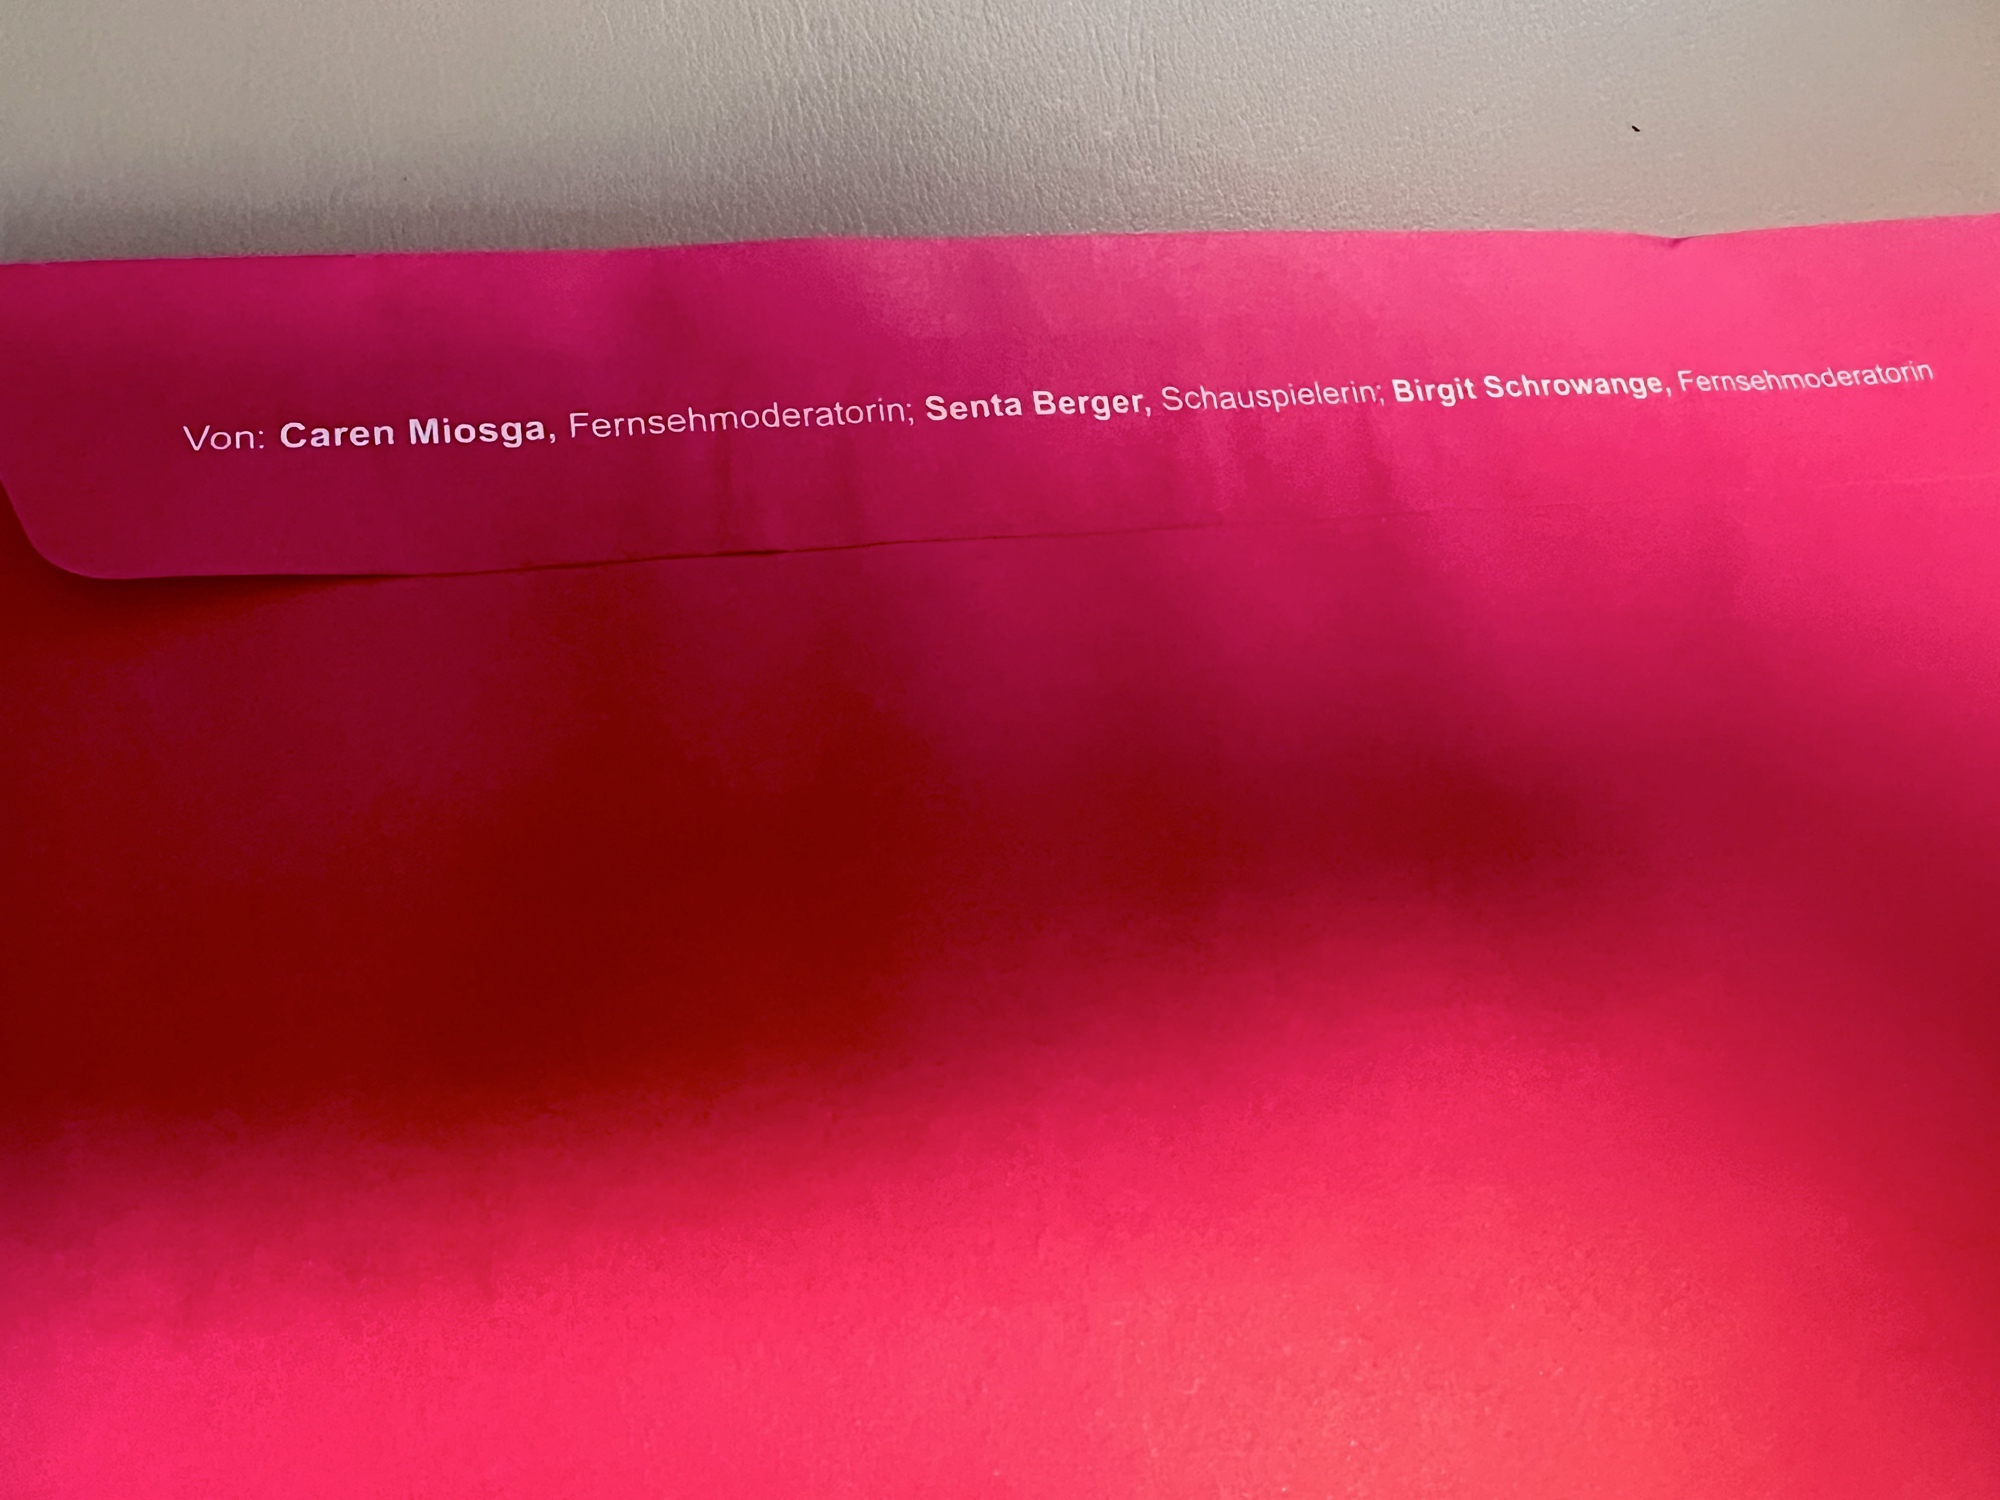 Von: Caren Miosga, Fernsehmoderatorin; Senta Berger, Schauspielerin; Birgit Schrowange, Fernsehmoderatorin